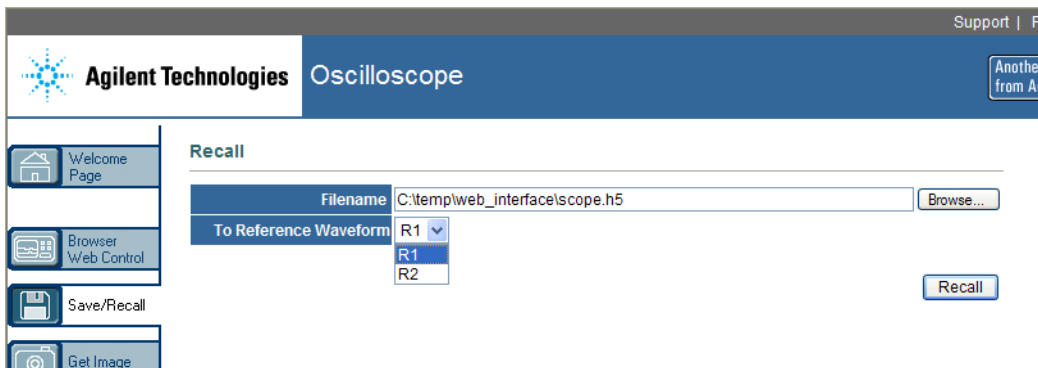 Support |
Agilent Technologies
Oscilloscope
from
Welcome
Page
Browser
Web Control
Save/Recall
Get Image
Recall
Filename C:\temp\web_interface\scope.h5 Browse...
To Reference Waveform R1
R1
R2
Recall